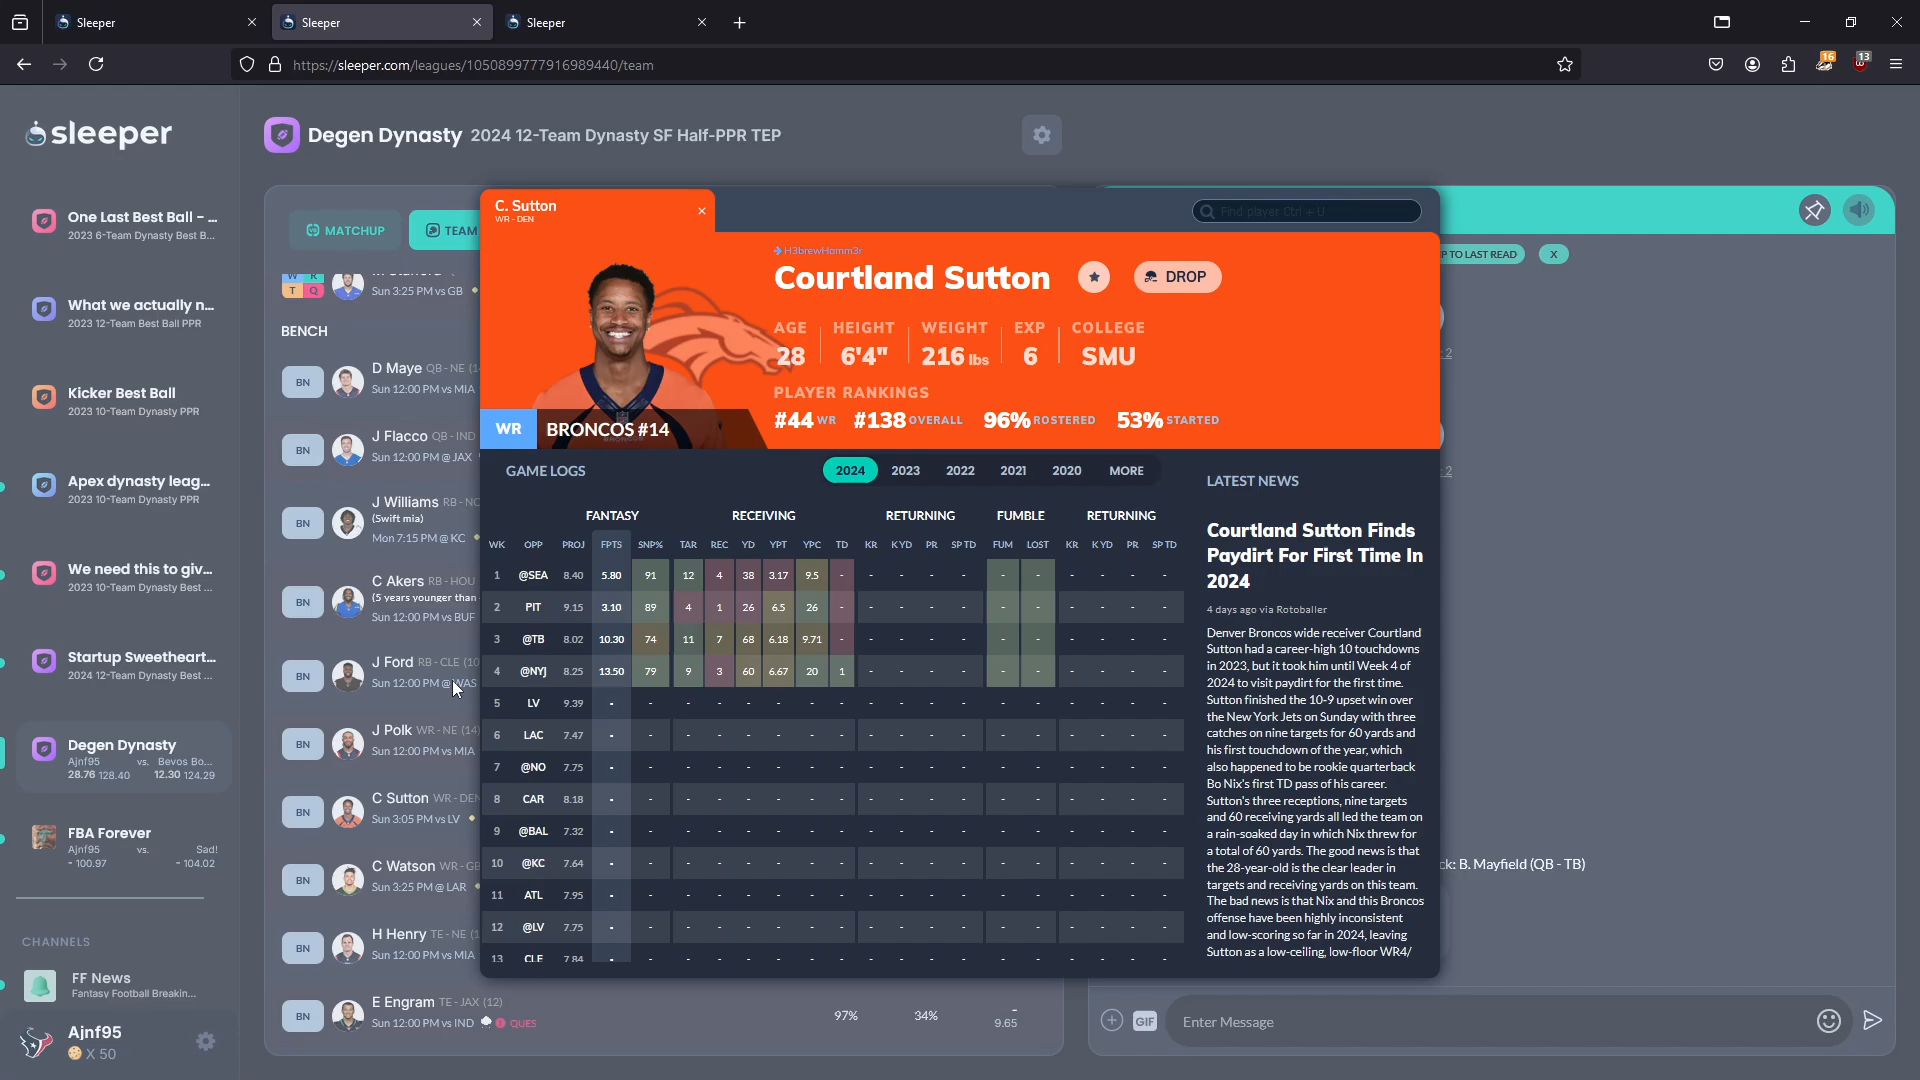 Sleeper
Sleeper
Sleeper
https://sleeper.com/leagues/1050899777916989440/team
16
13
sleeper
Degen Dynasty 2024 12-Team Dynasty SF Half-PPR TEP
One Last Best Ball - ...
2023 6-Team Dynasty Best B...
What we actually n...
2023 12-Team Best Ball PPR
Kicker Best Ball
2023 10-Team Dynasty PPR
Apex dynasty leag...
2023 10-Team Dynasty PPR
We need this to giv...
2023 10-Team Dynasty Best ...
Startup Sweetheart...
2024 12-Team Dynasty Best ...
Degen Dynasty
Ajnf95 vs. Bevos Bo...
28.76 128.40 12.30 124.29
FBA Forever
Ajnf95 vs. Sad!
- 100.97 - 104.02
CHANNELS
FF News
Fantasy Football Breakin...
Ajnf95
X 50
MATCHUP
TEAM
W R
T Q
Sun 3:25 PM vs GB
BENCH
BN D Maye QB - NE
Sun 12:00 PM vs MIA
BN J Flacco QB - IND
Sun 12:00 PM @ JAX
BN J Williams RB - NO
(Swift mia)
Mon 7:15 PM @ KC
BN C Akers RB - HOU
(5 years younger than
Sun 12:00 PM vs BUF
BN J Ford RB - CLE (10
Sun 12:00 PM @ WAS
BN J Polk WR - NE (14)
Sun 12:00 PM vs MIA
BN C Sutton WR - DEN
Sun 3:05 PM vs LV
BN C Watson WR - GB
Sun 3:25 PM @ LAR
BN H Henry TE - NE
Sun 12:00 PM vs MIA
BN E Engram TE - JAX (12)
Sun 12:00 PM vs IND QUES
97% 34% -
9.65
C. Sutton
WR - DEN
Find player Ctrl + U
H3brewHamm3r
Courtland Sutton
DROP
AGE HEIGHT WEIGHT EXP COLLEGE
28 6'4" 216 lbs 6 SMU
PLAYER RANKINGS
#44 WR #138 OVERALL 96% ROSTERED 53% STARTED
WR BRONCOS #14
GAME LOGS
2024 2023 2022 2021 2020 MORE
FANTASY RECEIVING RETURNING FUMBLE RETURNING
WK OPP PROJ FPTS SNP% TAR REC YD YPT YPC TD KR K YD PR SP TD FUM LOST KR K YD PR SP TD
1 @SEA 8.40 5.80 91 12 4 38 3.17 9.5 - - - - - - - - - - -
2 PIT 9.15 3.10 89 4 1 26 6.5 26 - - - - - - - - - - -
3 @TB 8.02 10.30 74 11 7 68 6.18 9.71 - - - - - - - - - - -
4 @NYJ 8.25 13.50 79 9 3 60 6.67 20 1 - - - - - - - - - -
5 LV 9.39 - - - - - - - - - - - - - - - - - -
6 LAC 7.47 - - - - - - - - - - - - - - - - - -
7 @NO 7.75 - - - - - - - - - - - - - - - - - -
8 CAR 8.18 - - - - - - - - - - - - - - - - - -
9 @BAL 7.32 - - - - - - - - - - - - - - - - - -
10 @KC 7.64 - - - - - - - - - - - - - - - - - -
11 ATL 7.95 - - - - - - - - - - - - - - - - - -
12 @LV 7.75 - - - - - - - - - - - - - - - - - -
13 CLE 7.84 - - - - - - - - - - - - - - - - - -
LATEST NEWS
Courtland Sutton Finds
Paydirt For First Time In
2024
4 days ago via Rotoballer
Denver Broncos wide receiver Courtland
Sutton had a career-high 10 touchdowns
in 2023, but it took him until Week 4 of
2024 to visit paydirt for the first time.
Sutton finished the 10-9 upset win over
the New York Jets on Sunday with three
catches on nine targets for 60 yards and
his first touchdown of the year, which
also happened to be rookie quarterback
Bo Nix's first TD pass of his career.
Sutton's three receptions, nine targets
and 60 receiving yards all led the team on
a rain-soaked day in which Nix threw for
a total of 60 yards. The good news is that
the 28-year-old is the clear leader in
targets and receiving yards on this team.
The bad news is that Nix and this Broncos
offense have been highly inconsistent
and low-scoring so far in 2024, leaving
Sutton as a low-ceiling, low-floor WR4/
P TO LAST READ
X
2
2
ck: B. Mayfield (QB - TB)
GIF
Enter Message